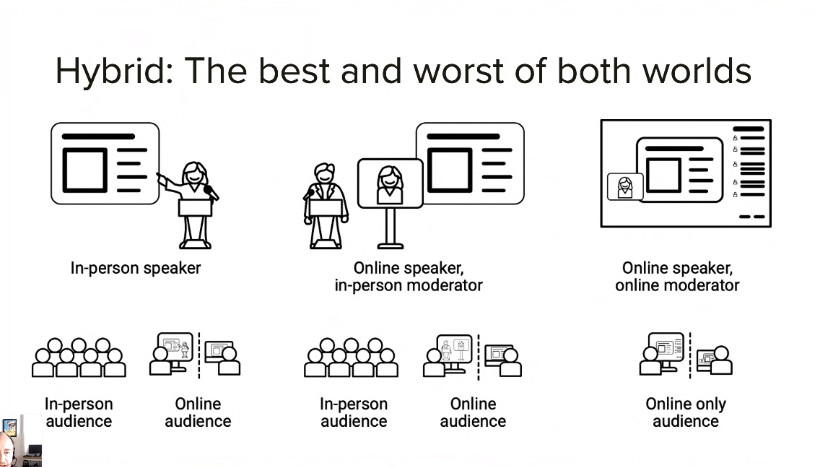 Hybrid: The best and worst of both worlds
In-person speaker
Online speaker,
in-person moderator
Online speaker,
online moderator
In-person
audience
Online
audience
In-person
audience
Online
audience
Online only
audience